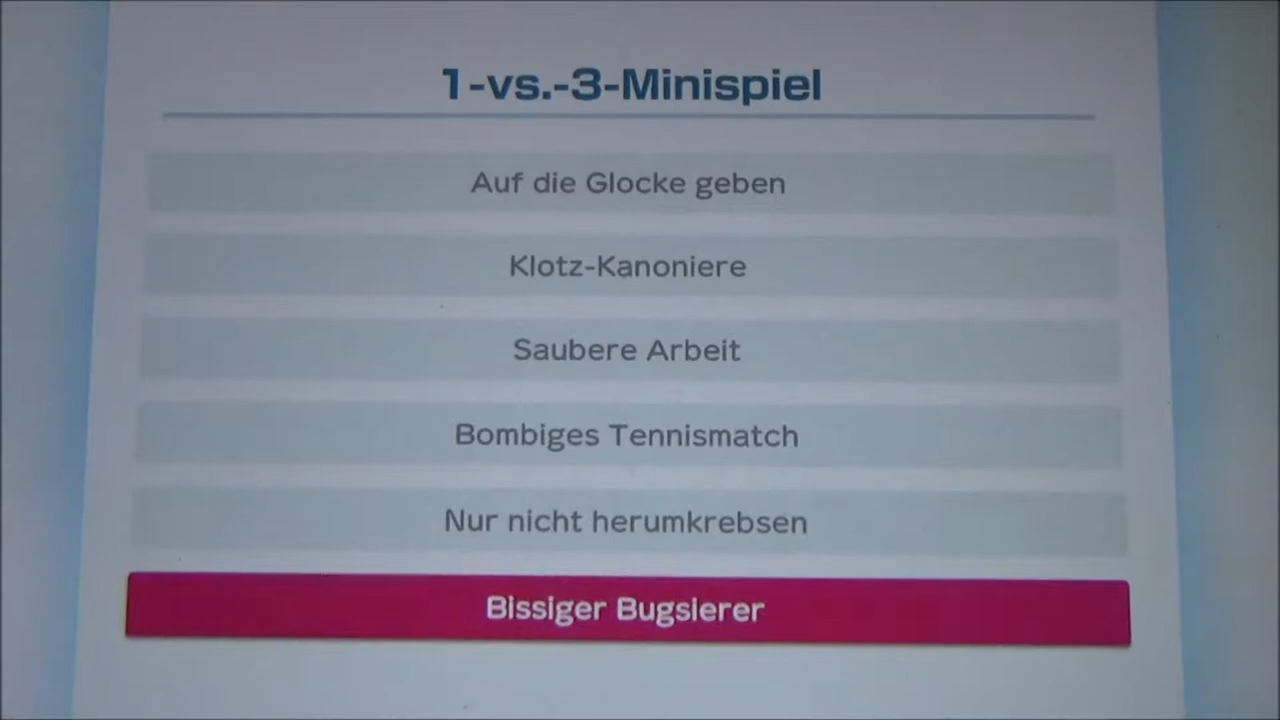 1-vs.-3-Minispiel
Auf die Glocke geben
Klotz-Kanoniere
Saubere Arbeit
Bombiges Tennismatch
Nur nicht herumkrebsen
Bissiger Bugsierer